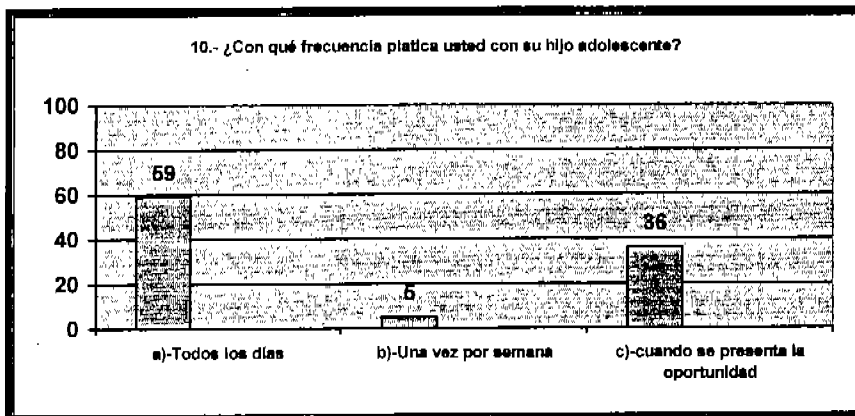 10.- ¿Con qué frecuencia platica usted con su hijo adolescente?
100
80
60
40
20
0
59
5
36
a)-Todos los días
b)-Una vez por semana
c)-cuando se presenta la
oportunidad